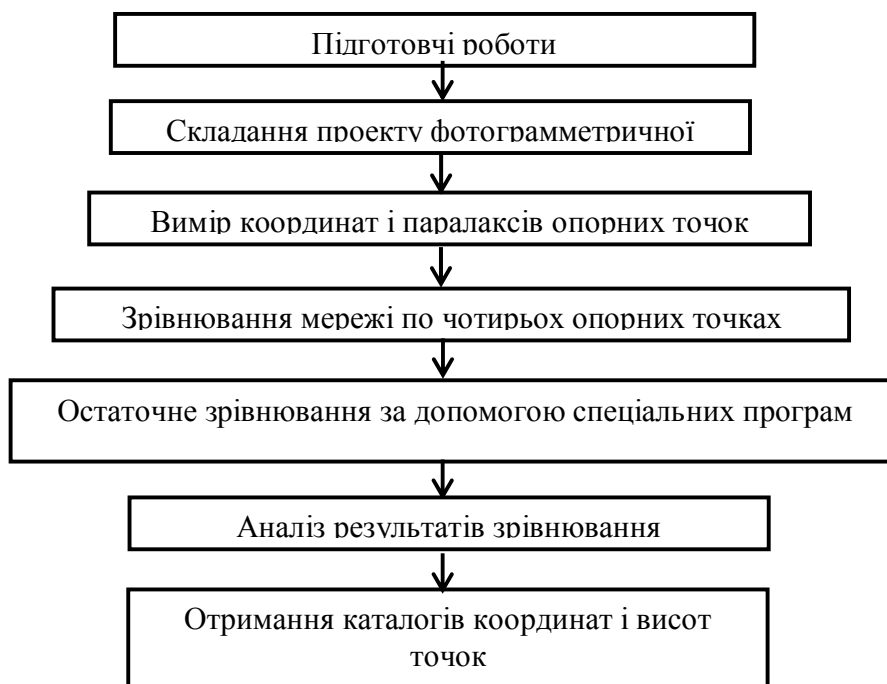 Підготовчі роботи
Складання проекту фотограмметричної
Вимір координат і паралаксів опорних точок
Зрівнювання мережі по чотирьох опорних точках
Остаточне зрівнювання за допомогою спеціальних програм
Аналіз результатів зрівнювання
Отримання каталогів координат і висот
точок